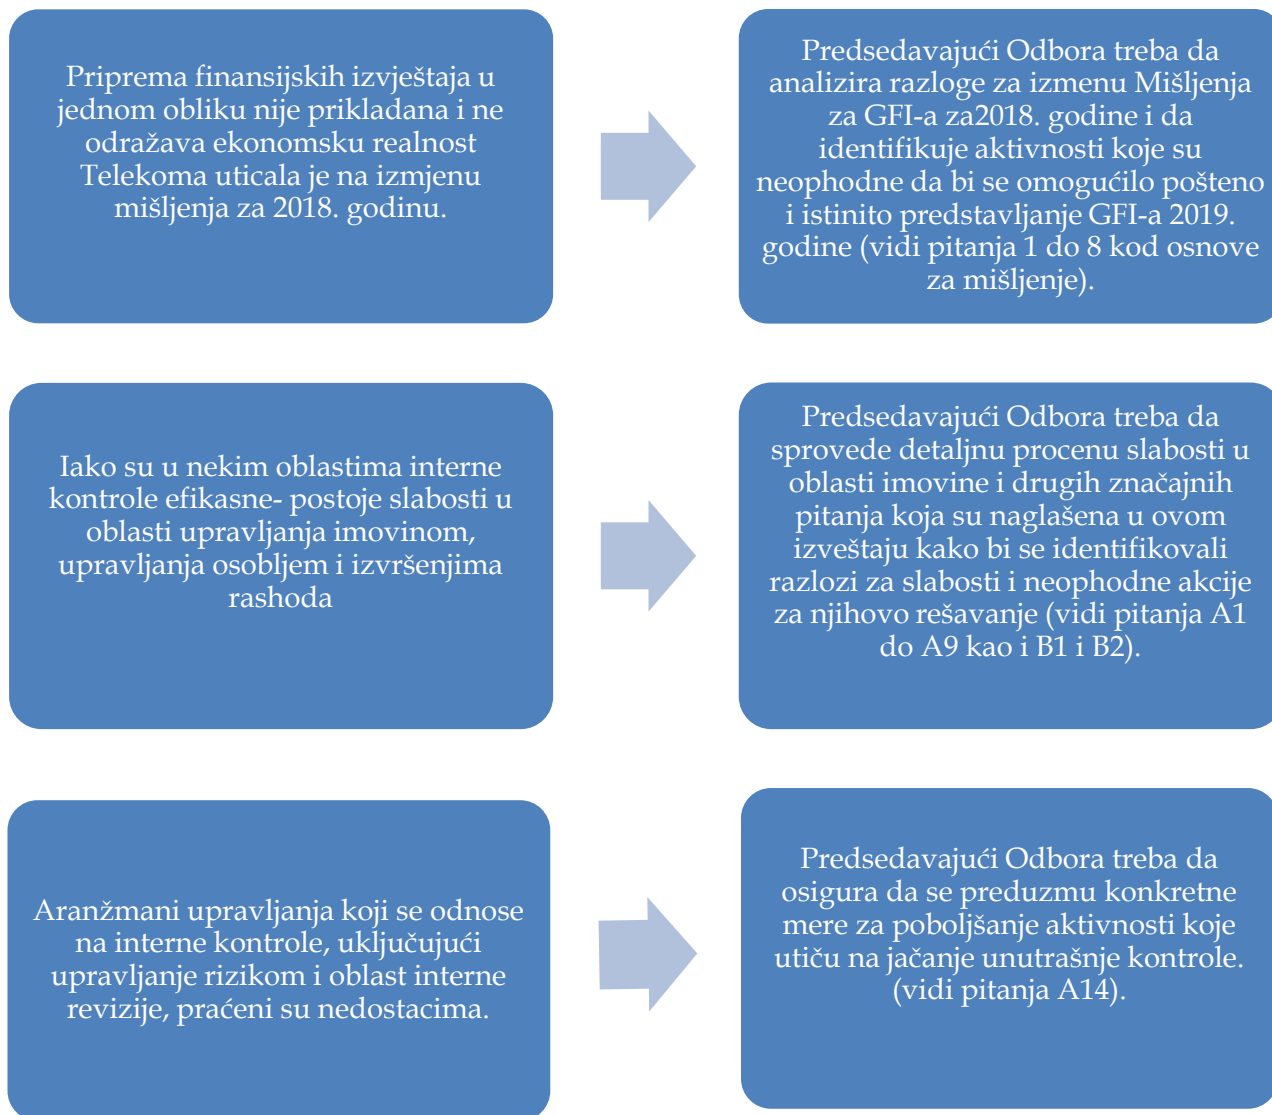 Priprema finansijskih izvještaja u
jednom obliku nije prikladana i ne
odražava ekonomsku realnost
Telekoma uticala je na izmjenu
mišljenja za 2018. godinu.
Predsedavajući Odbora treba da
analizira razloge za izmenu Mišljenja
za GFI-a za2018. godine i da
identifikuje aktivnosti koje su
neophodne da bi se omogućilo pošteno
i istinito predstavljanje GFI-a 2019.
godine (vidi pitanja 1 do 8 kod osnove
za mišljenje).
Iako su u nekim oblastima interne
kontrole efikasne- postoje slabosti u
oblasti upravljanja imovinom,
upravljanja osobljem i izvršenjima
rashoda
Predsedavajući Odbora treba da
sprovede detaljnu procenu slabosti u
oblasti imovine i drugih značajnih
pitanja koja su naglašena u ovom
izveštaju kako bi se identifikovali
razlozi za slabosti i neophodne akcije
za njihovo rešavanje (vidi pitanja A1
do A9 kao i B1 i B2).
Aranžmani upravljanja koji se odnose
na interne kontrole, uključujući
upravljanje rizikom i oblast interne
revizije, praćeni su nedostacima.
Predsedavajući Odbora treba da
osigura da se preduzmu konkretne
mere za poboljšanje aktivnosti koje
utiču na jačanje unutrašnje kontrole.
(vidi pitanja A14).